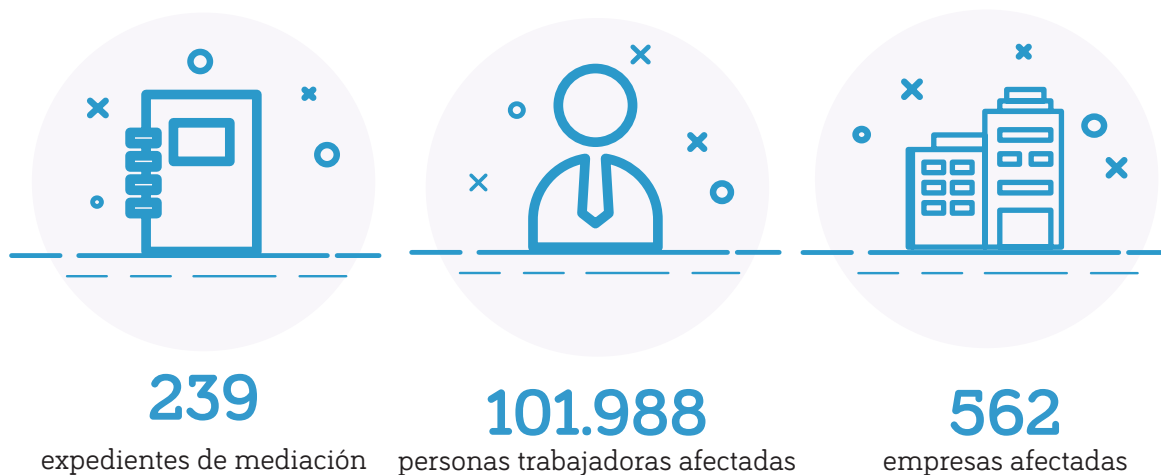 239
expedientes de mediación
101.988
personas trabajadoras afectadas
562
empresas afectadas